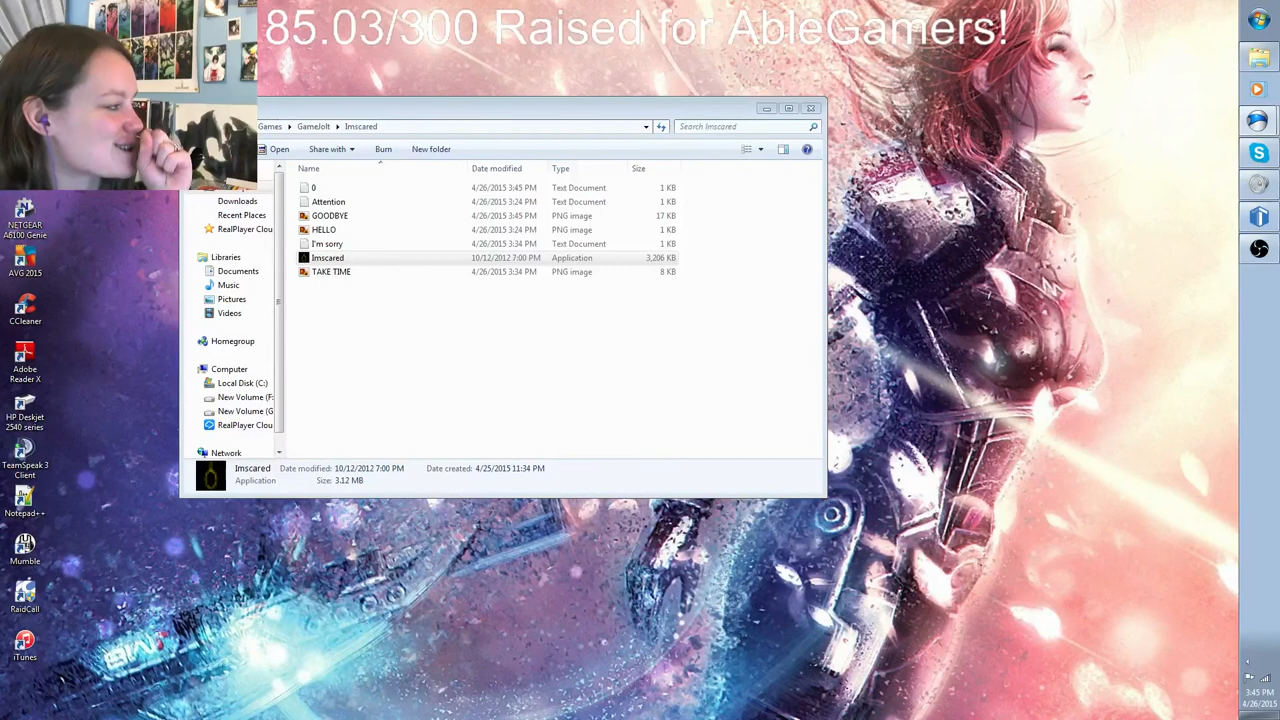 85.03/300 Raised for AbleGamers!
Games GameJolt Imscared
Search Imscared
Open Share with Burn New folder
Name Date modified Type Size
0 4/26/2015 3:45 PM Text Document 1 KB
Attention 4/26/2015 3:24 PM Text Document 1 KB
GOODBYE 4/26/2015 3:45 PM PNG image 17 KB
HELLO 4/26/2015 3:34 PM PNG image 1 KB
I'm sorry 4/26/2015 3:34 PM Text Document 1 KB
Imscared 10/12/2012 7:00 PM Application 3,206 KB
TAKE TIME 4/26/2015 3:34 PM PNG image 8 KB
Downloads
Recent Places
RealPlayer Clou
Libraries
Documents
Music
Pictures
Videos
Homegroup
Computer
Local Disk (C:)
New Volume (F:
New Volume (G
RealPlayer Clou
Network
Imscared Date modified: 10/12/2012 7:00 PM Date created: 4/25/2015 11:34 PM
Application Size: 3.12 MB
NETGEAR
A6100 Genie
AVG 2015
CCleaner
Adobe
Reader X
HP Deskjet
2540 series
TeamSpeak 3
Client
Notepad++
Mumble
RaidCall
iTunes
3:45 PM
4/26/2015